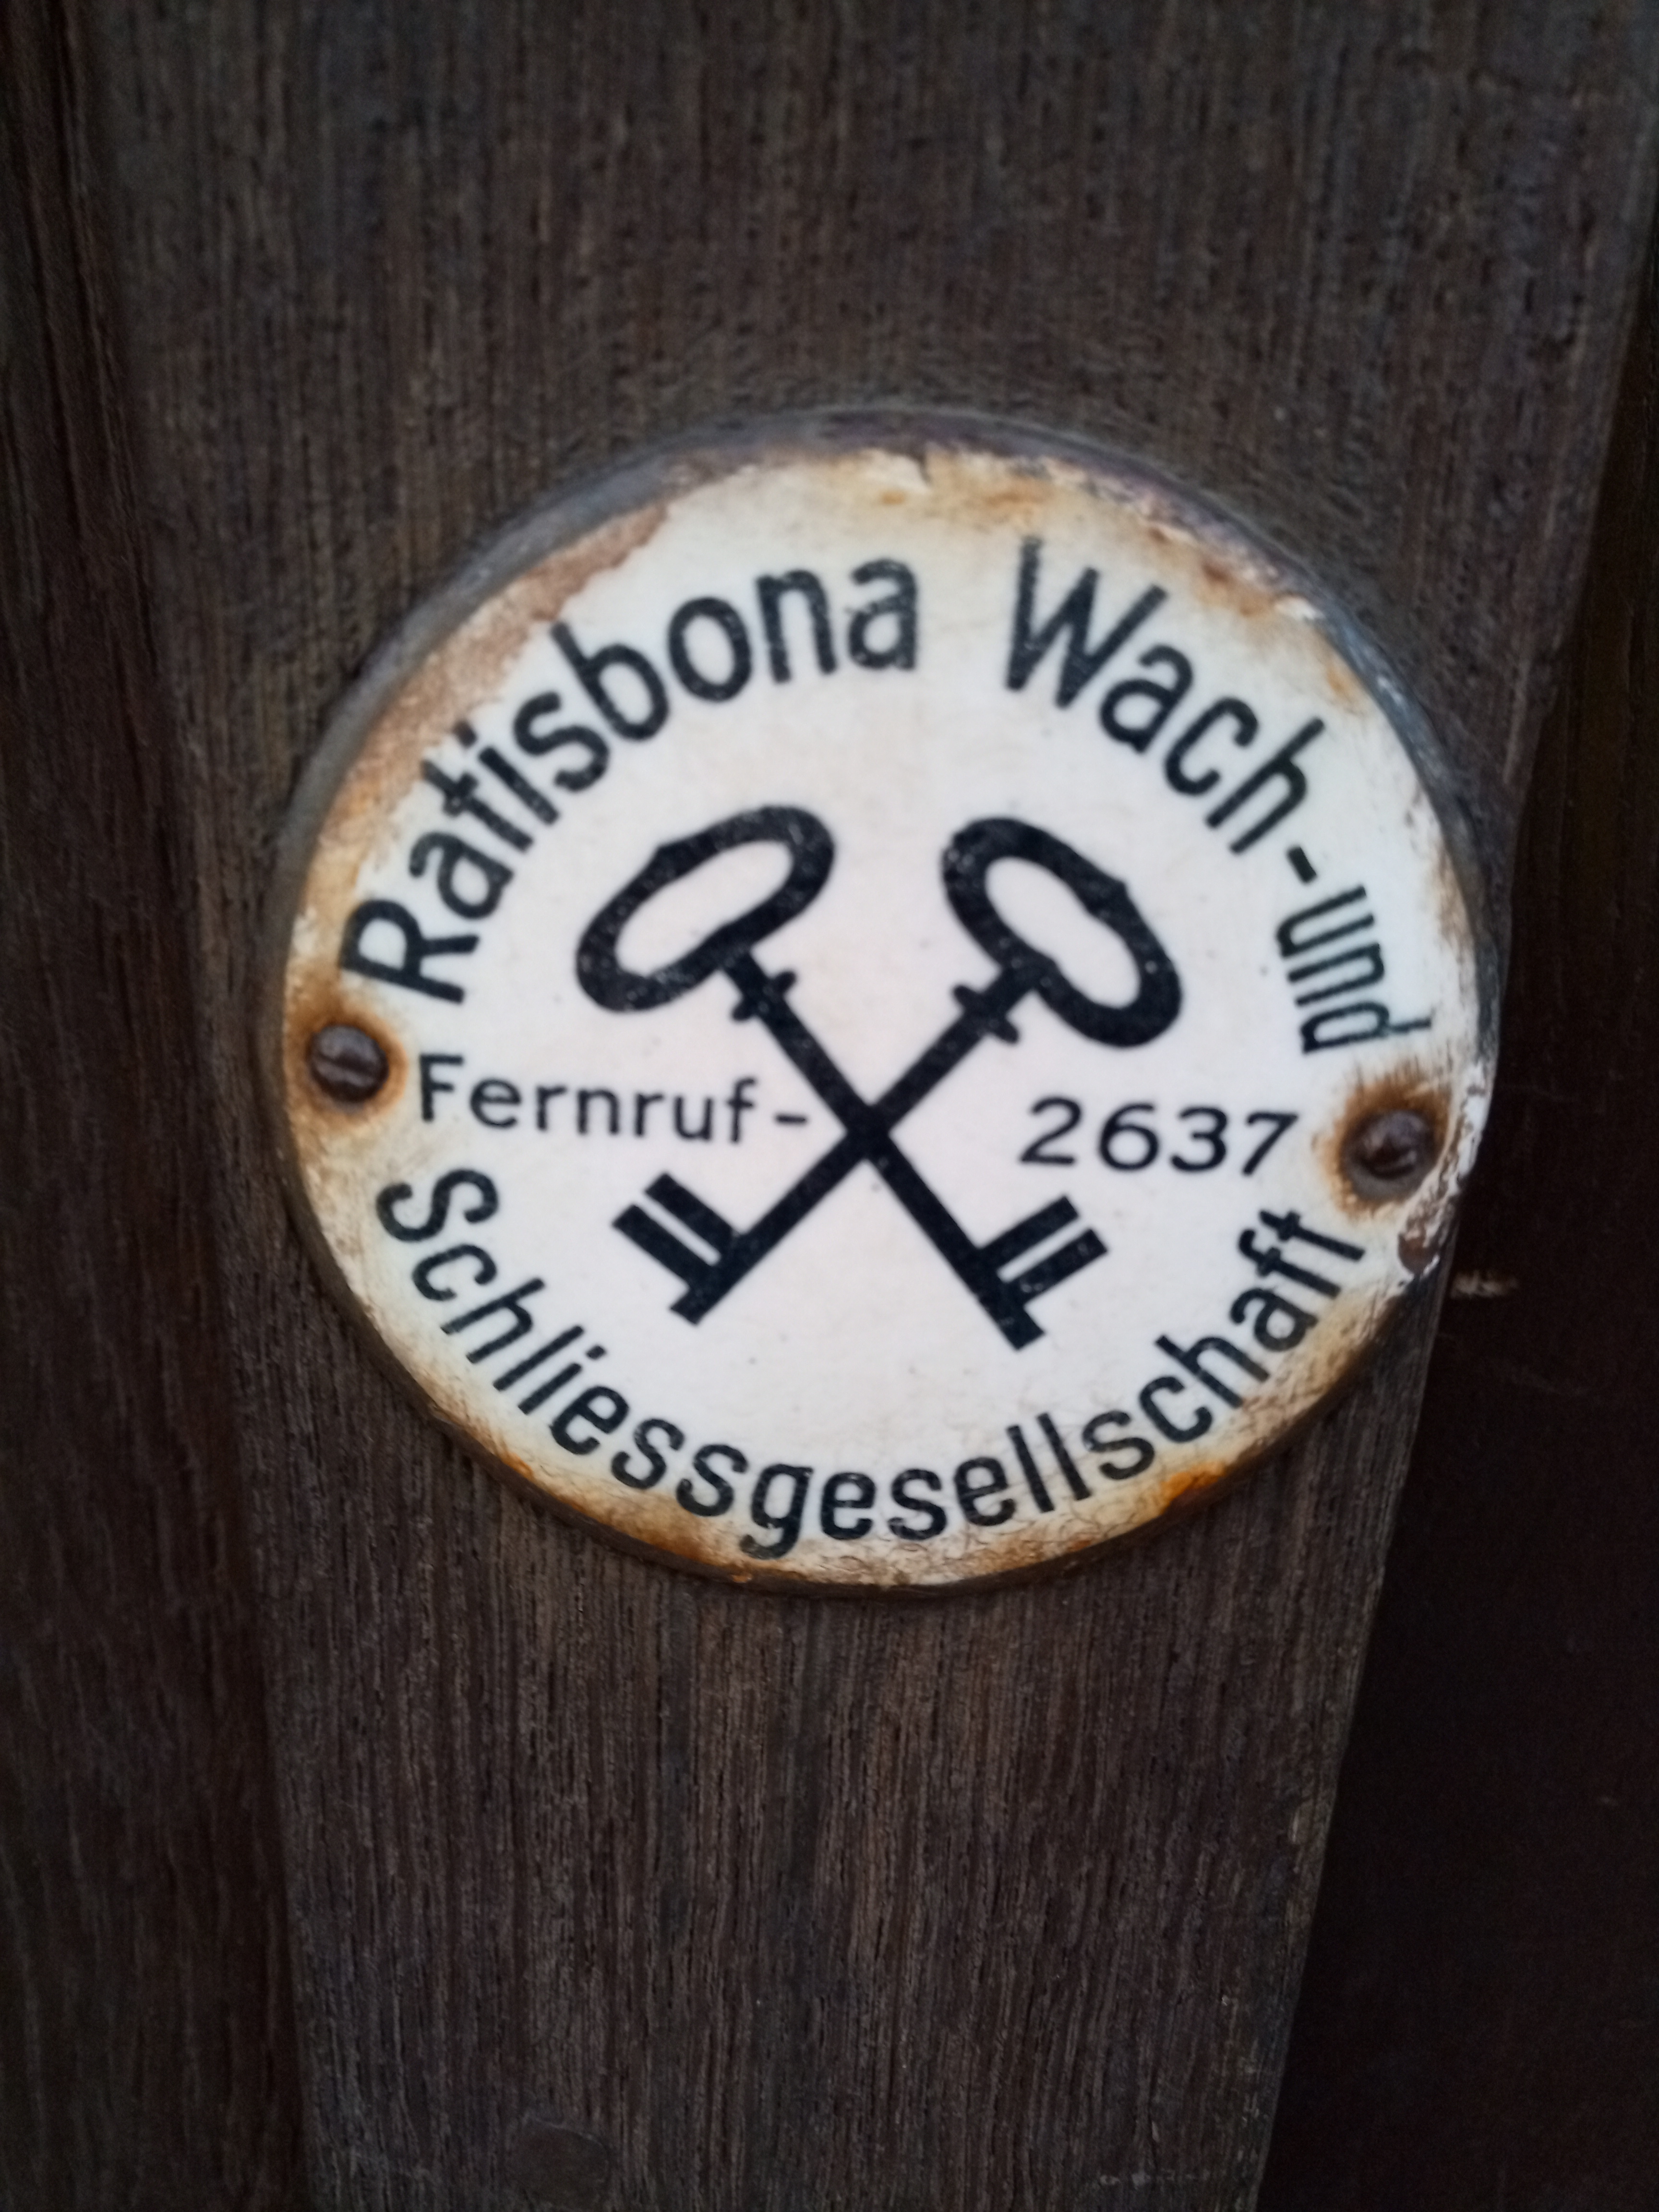 Ratisbona Wach-und
Fernruf- 2637
Schliessgesellschaft